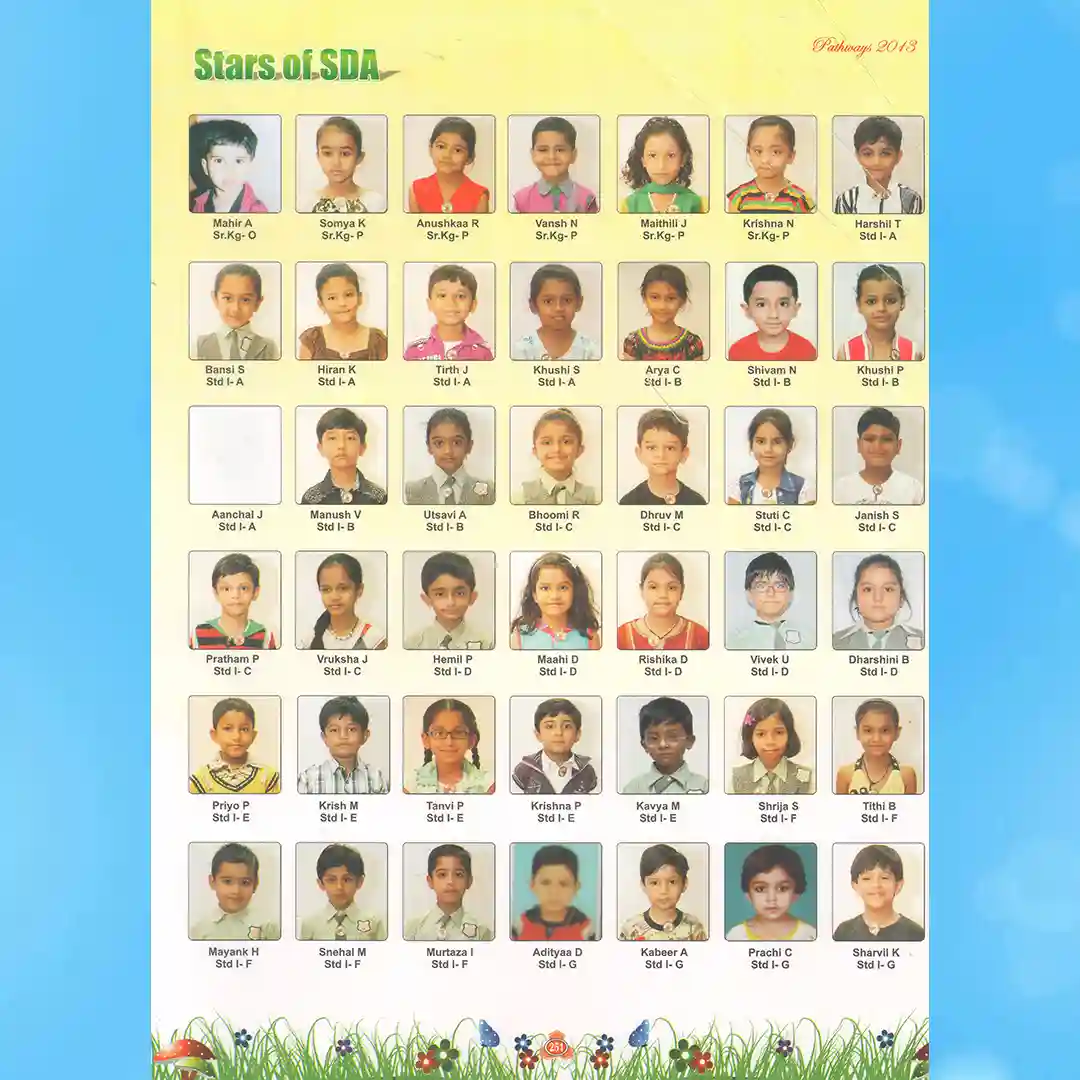 Pathways 2013
Stars of SDA
Mahir A Somya K Anushkaa R Vansh N Maithili J Krishna N Harshil T
Sr.Kg- O Sr.Kg- P Sr.Kg- P Sr.Kg- P Sr.Kg- P Sr.Kg- P Std I- A
Bansi S Hiran K Tirth J Khushi S Arya C Shivam N Khushi P
Std I- A Std I- A Std I- A Std I- A Std I- B Std I- B Std I- B
Aanchal J Manush V Utsavi A Bhoomi R Dhruv M Stuti C Janish S
Std I- A Std I- B Std I- B Std I- C Std I- C Std I- C Std I- C
Pratham P Vruksha J Hemil P Maahi D Rishika D Vivek U Dharshini B
Std I- C Std I- C Std I- D Std I- D Std I- D Std I- D Std I- D
Priyo P Krish M Tanvi P Krishna P Kavya M Shrija S Tithi B
Std I- E Std I- E Std I- E Std I- E Std I- E Std I- F Std I- F
Mayank H Snehal M Murtaza I Adityaa D Kabeer A Prachi C Sharvil K
Std I- F Std I- F Std I- F Std I- G Std I- G Std I- G Std I- G
251